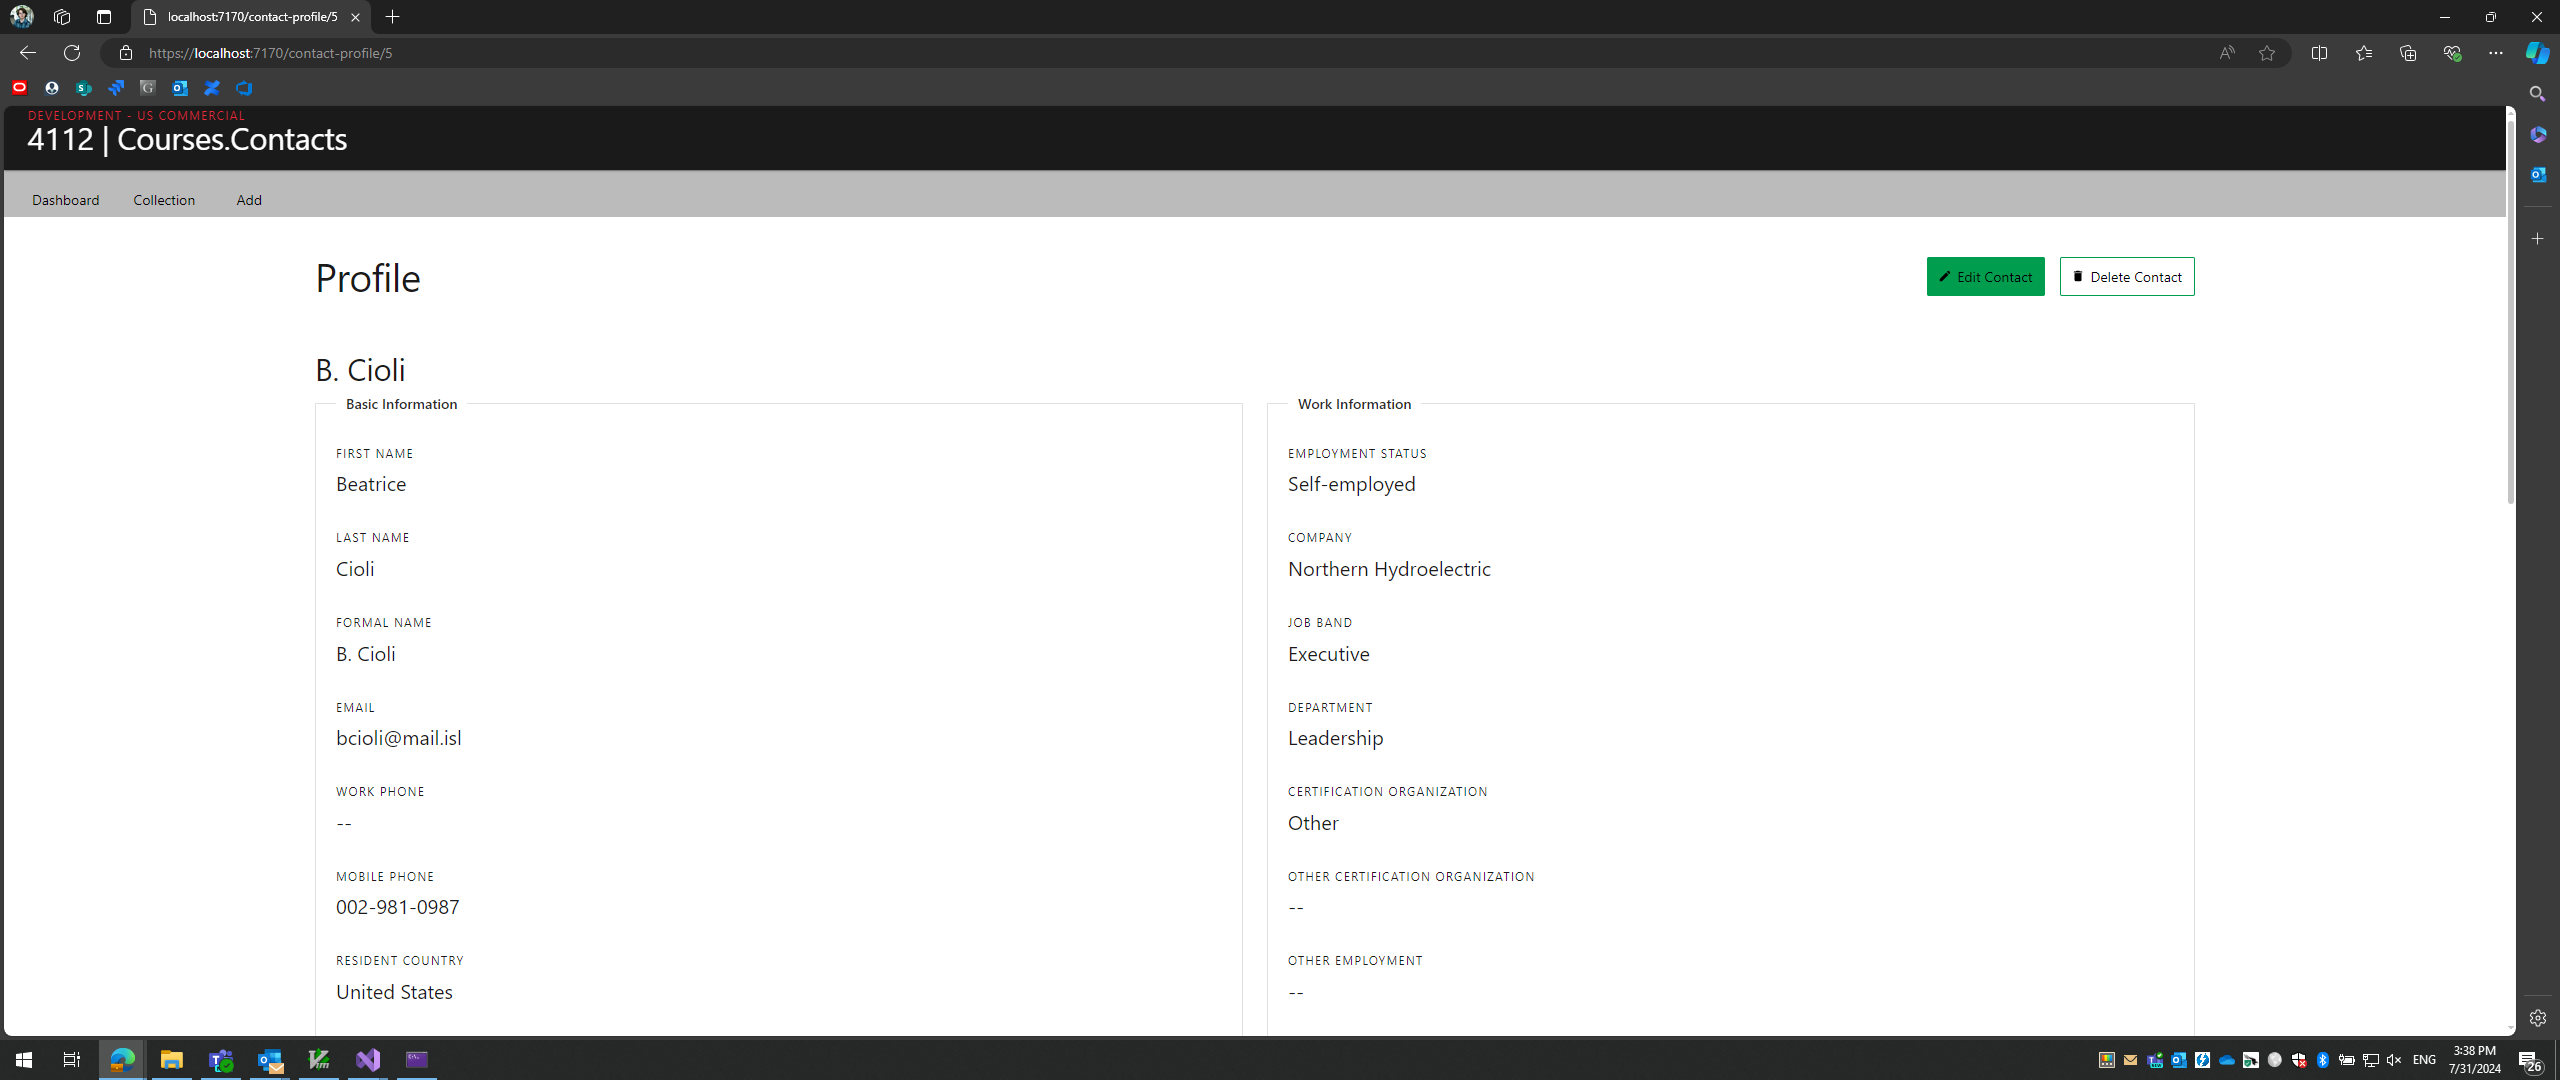 localhost:7170/contact-profile/5
https://localhost:7170/contact-profile/5
DEVELOPMENT - US COMMERCIAL
4112 | Courses.Contacts
Dashboard Collection Add
Profile
Edit Contact Delete Contact
B. Cioli
Basic Information
FIRST NAME
Beatrice
LAST NAME
Cioli
FORMAL NAME
B. Cioli
EMAIL
bcioli@mail.isl
WORK PHONE
--
MOBILE PHONE
002-981-0987
RESIDENT COUNTRY
United States
Work Information
EMPLOYMENT STATUS
Self-employed
COMPANY
Northern Hydroelectric
JOB BAND
Executive
DEPARTMENT
Leadership
CERTIFICATION ORGANIZATION
Other
OTHER CERTIFICATION ORGANIZATION
--
OTHER EMPLOYMENT
--
ENG
3:38 PM
7/31/2024
26